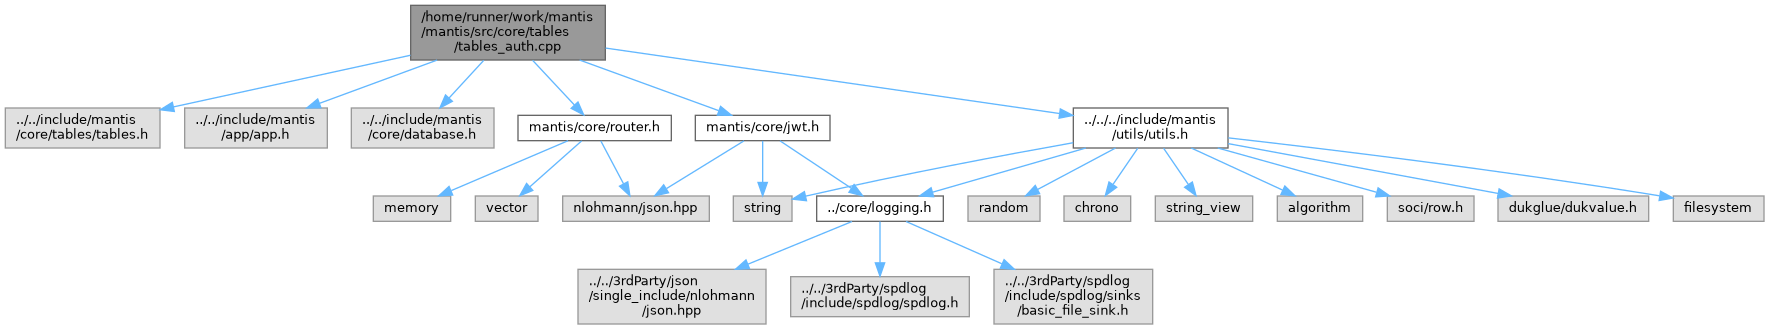 /home/runner/work/mantis
/mantis/src/core/tables
/tables_auth.cpp
../../include/mantis
/core/tables/tables.h
../../include/mantis
/app/app.h
../../include/mantis
/core/database.h
mantis/core/router.h
mantis/core/jwt.h
../../../include/mantis
/utils/utils.h
memory
vector
nlohmann/json.hpp
string
../core/logging.h
random
chrono
string_view
algorithm
soci/row.h
dukglue/dukvalue.h
filesystem
../../3rdParty/json
/single_include/nlohmann
/json.hpp
../../3rdParty/spdlog
/include/spdlog/spdlog.h
../../3rdParty/spdlog
/include/spdlog/sinks
/basic_file_sink.h